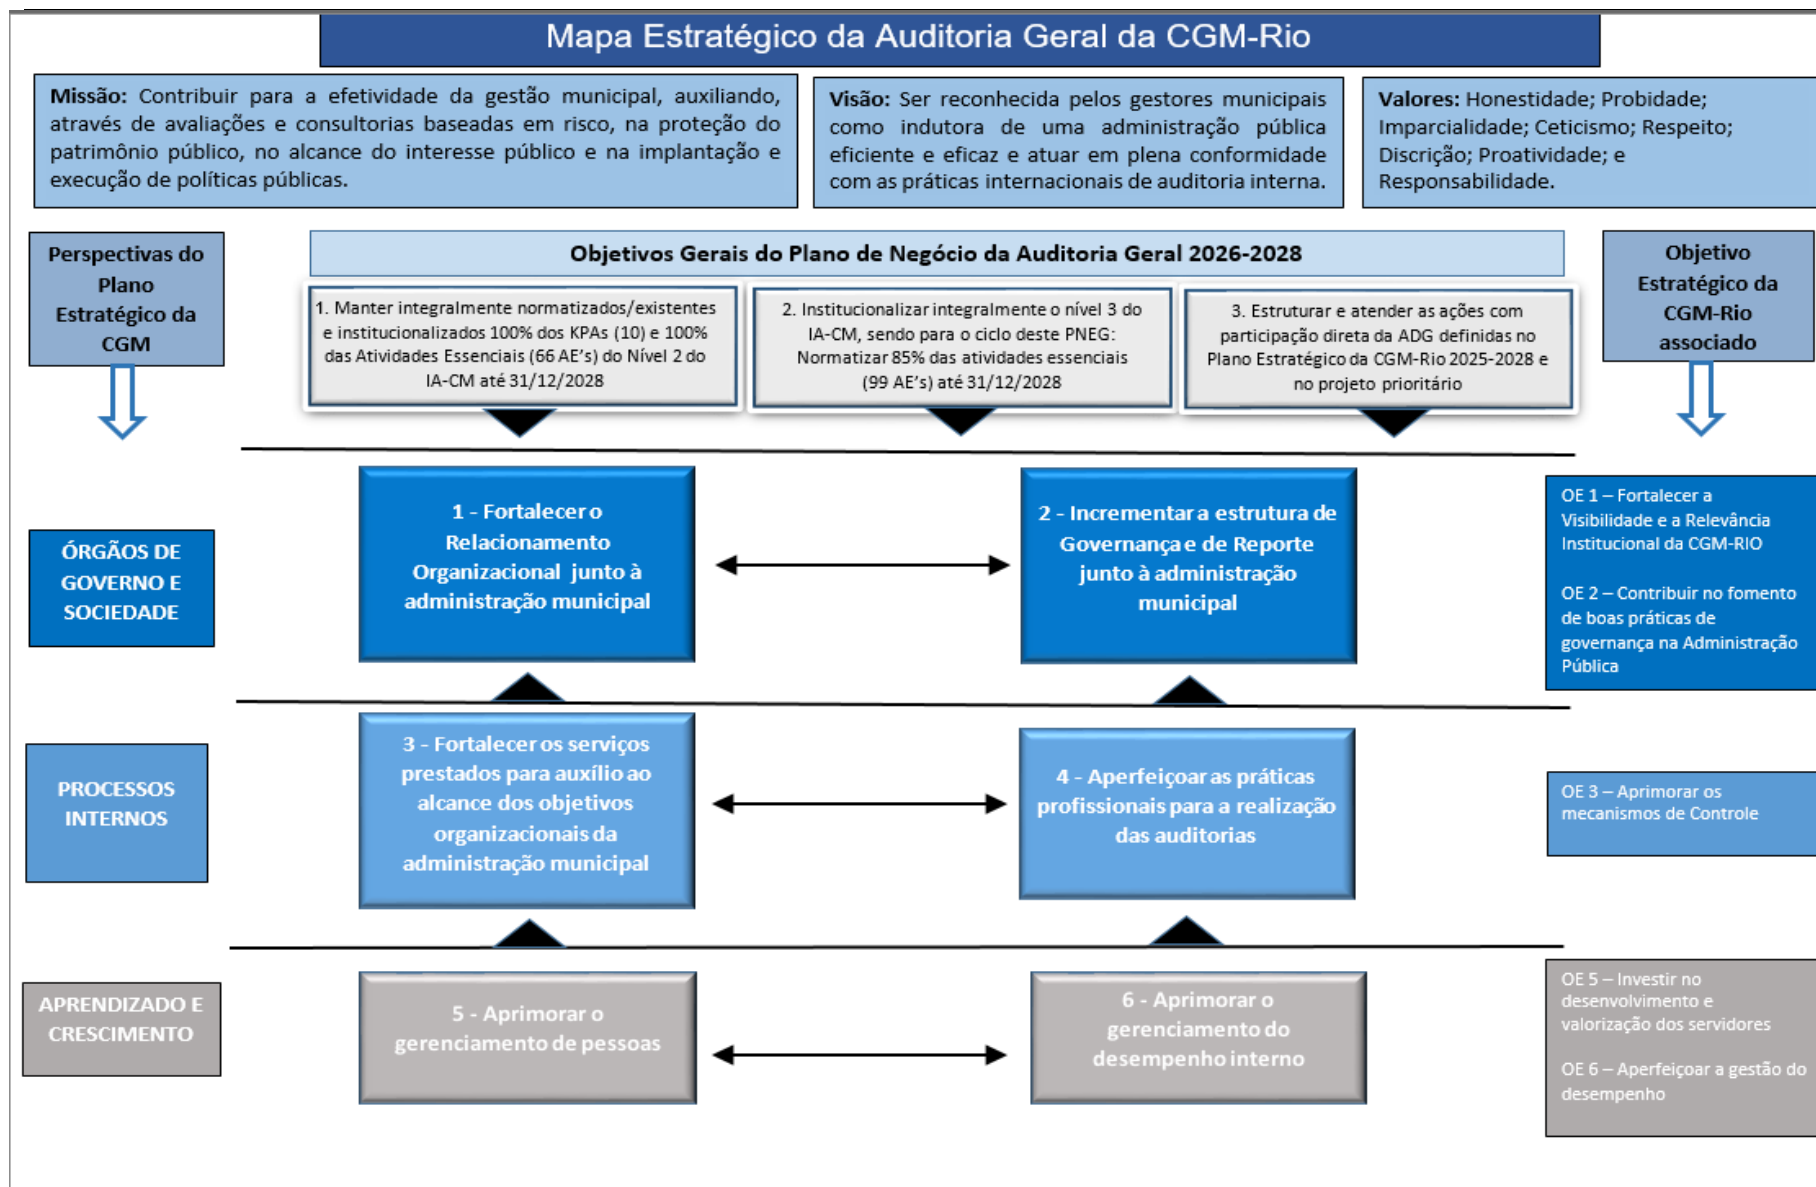 Mapa Estratégico da Auditoria Geral da CGM-Rio
Missão: Contribuir para a efetividade da gestão municipal, auxiliando,
através de avaliações e consultorias baseadas em risco, na proteção do
patrimônio público, no alcance do interesse público e na implantação e
execução de políticas públicas.
Visão: Ser reconhecida pelos gestores municipais
como indutora de uma administração pública
eficiente e eficaz e atuar em plena conformidade
com as práticas internacionais de auditoria interna.
Valores: Honestidade; Probidade;
Imparcialidade; Ceticismo; Respeito;
Discrição; Proatividade; e
Responsabilidade.
Perspectivas do
Plano
Estratégico da
CGM
Objetivos Gerais do Plano de Negócio da Auditoria Geral 2026-2028
1. Manter integralmente normatizados/existentes
e institucionalizados 100% dos KPAs (10) e 100%
das Atividades Essenciais (66 AE's) do Nível 2 do
IA-CM até 31/12/2028
2. Institucionalizar integralmente o nível 3 do
IA-CM, sendo para o ciclo deste PNEG:
Normatizar 85% das atividades essenciais
(99 AE's) até 31/12/2028
3. Estruturar e atender as ações com
participação direta da ADG definidas no
Plano Estratégico da CGM-Rio 2025-2028 e
no projeto prioritário
Objetivo
Estratégico da
CGM-Rio
associado
ÓRGÃOS DE
GOVERNO E
SOCIEDADE
1 - Fortalecer o
Relacionamento
Organizacional junto à
administração municipal
2 - Incrementar a estrutura de
Governança e de Reporte
junto à administração
municipal
OE 1 – Fortalecer a
Visibilidade e a Relevância
Institucional da CGM-RIO
OE 2 – Contribuir no fomento
de boas práticas de
governança na Administração
Pública
PROCESSOS
INTERNOS
3 - Fortalecer os serviços
prestados para auxílio ao
alcance dos objetivos
organizacionais da
administração municipal
4 - Aperfeiçoar as práticas
profissionais para a realização
das auditorias
OE 3 – Aprimorar os
mecanismos de Controle
APRENDIZADO E
CRESCIMENTO
5 - Aprimorar o
gerenciamento de pessoas
6 - Aprimorar o
gerenciamento do
desempenho interno
OE 5 – Investir no
desenvolvimento e
valorização dos servidores
OE 6 – Aperfeiçoar a gestão do
desempenho